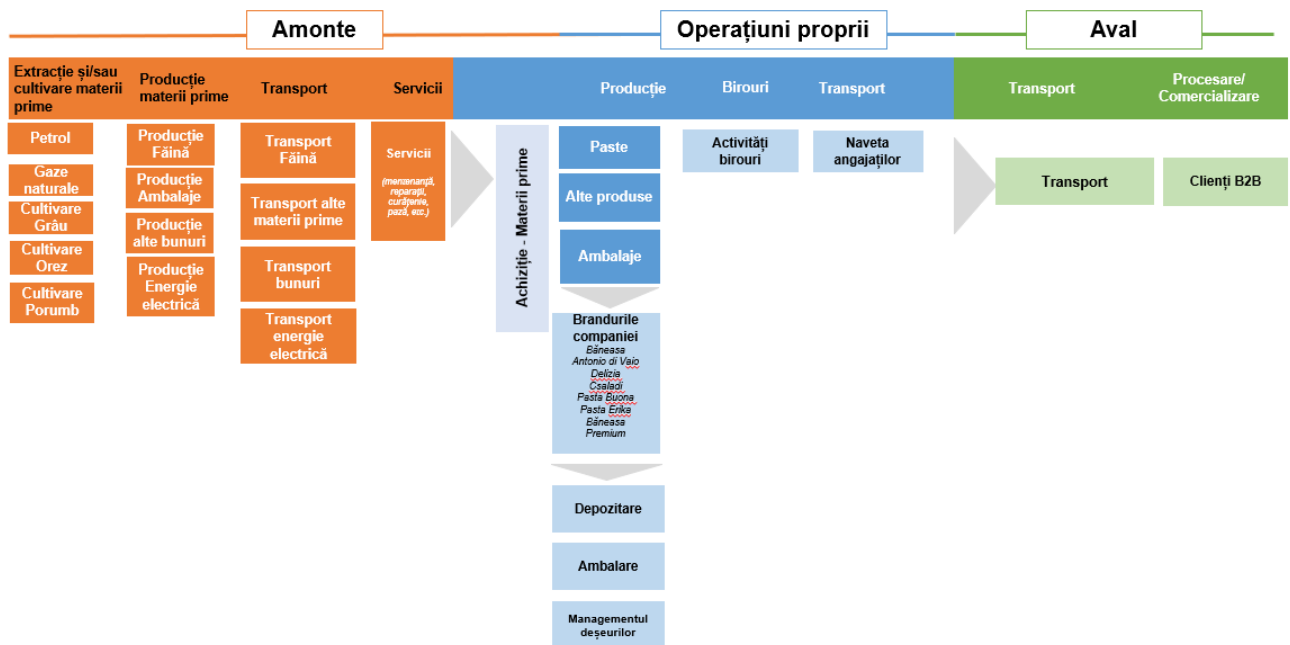 Amonte
Operațiuni proprii
Aval
Extracție și/sau
cultivare materii
prime
Producție
materii prime
Transport
Servicii
Producție
Birouri
Transport
Transport
Procesare/
Comercializare
Petrol
Gaze
naturale
Cultivare
Grâu
Cultivare
Orez
Cultivare
Porumb
Producție
Făină
Producție
Ambalaje
Producție
alte bunuri
Producție
Energie
electrică
Transport
Făină
Transport alte
materii prime
Transport
bunuri
Transport
energie
electrică
Servicii
(mentenanță,
reparații,
curățenie,
pază, etc.)
Achiziție - Materii prime
Paste
Alte produse
Ambalaje
Brandurile
companiei
Băneasa
Antonio di Vaio
Delizia
Csaladi
Pasta Buona
Pasta Erika
Băneasa
Premium
Depozitare
Ambalare
Managementul
deșeurilor
Activități
birouri
Naveta
angajaților
Transport
Clienți B2B